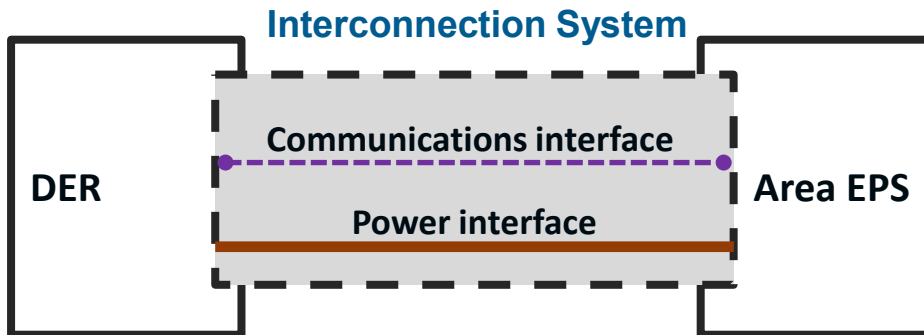 Interconnection System
Communications interface
DER
Area EPS
Power interface